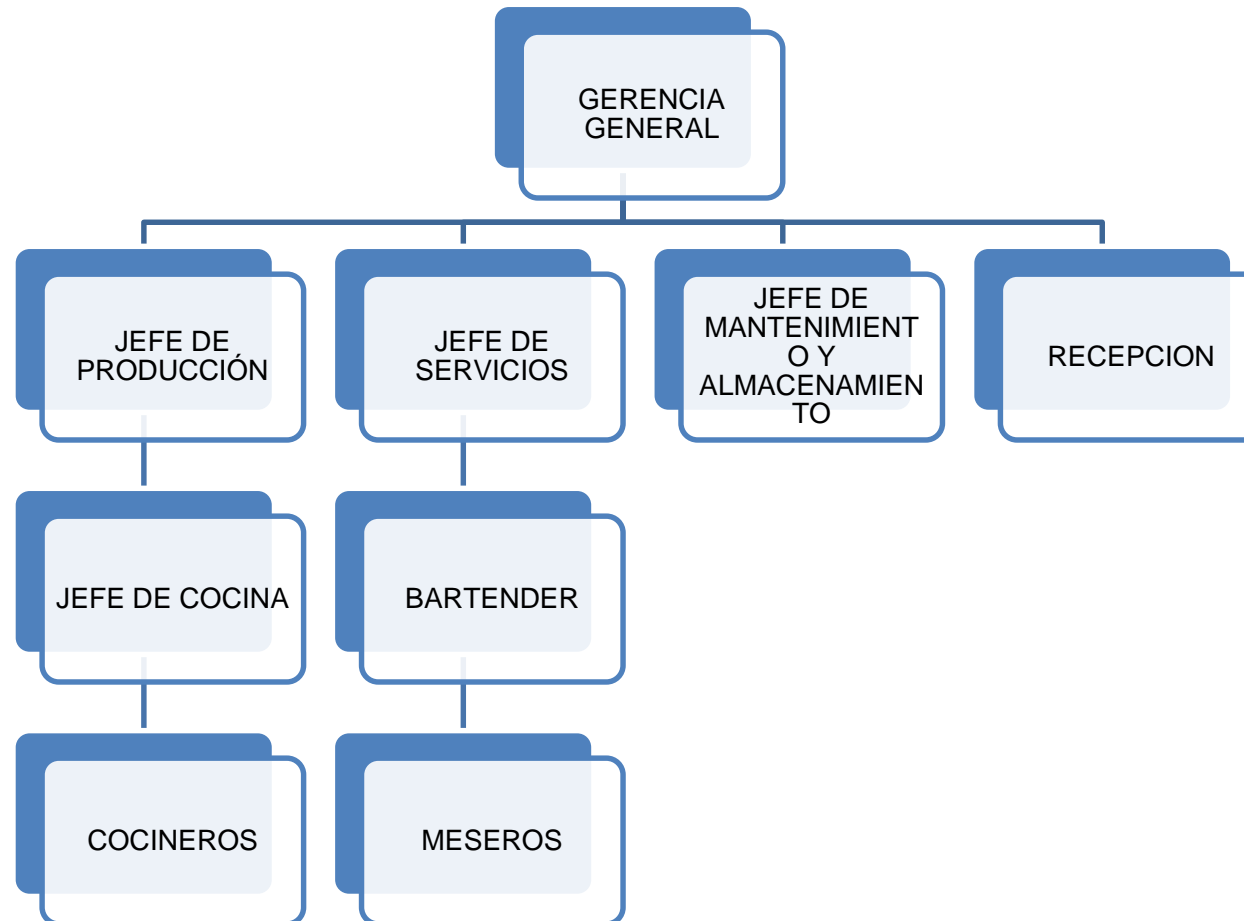 GERENCIA
GENERAL
JEFE DE
PRODUCCIÓN
JEFE DE
SERVICIOS
JEFE DE
MANTENIMIENT
O Y
ALMACENAMIEN
TO
RECEPCION
JEFE DE COCINA
BARTENDER
COCINEROS
MESEROS